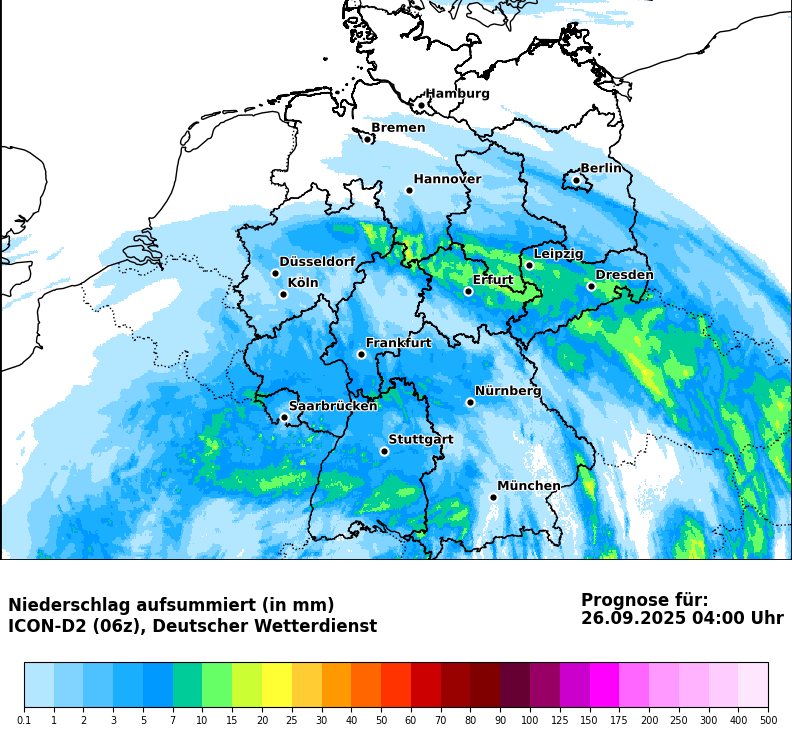 Hamburg
Bremen
Berlin
Hannover
Leipzig
Düsseldorf
Dresden
Erfurt
Köln
Frankfurt
Nürnberg
Saarbrücken
Stuttgart
München
Niederschlag aufsummiert (in mm)
ICON-D2 (06z), Deutscher Wetterdienst
Prognose für:
26.09.2025 04:00 Uhr
0.1 1 2 3 5 7 10 15 20 25 30 40 50 60 70 80 90 100 125 150 175 200 250 300 400 500